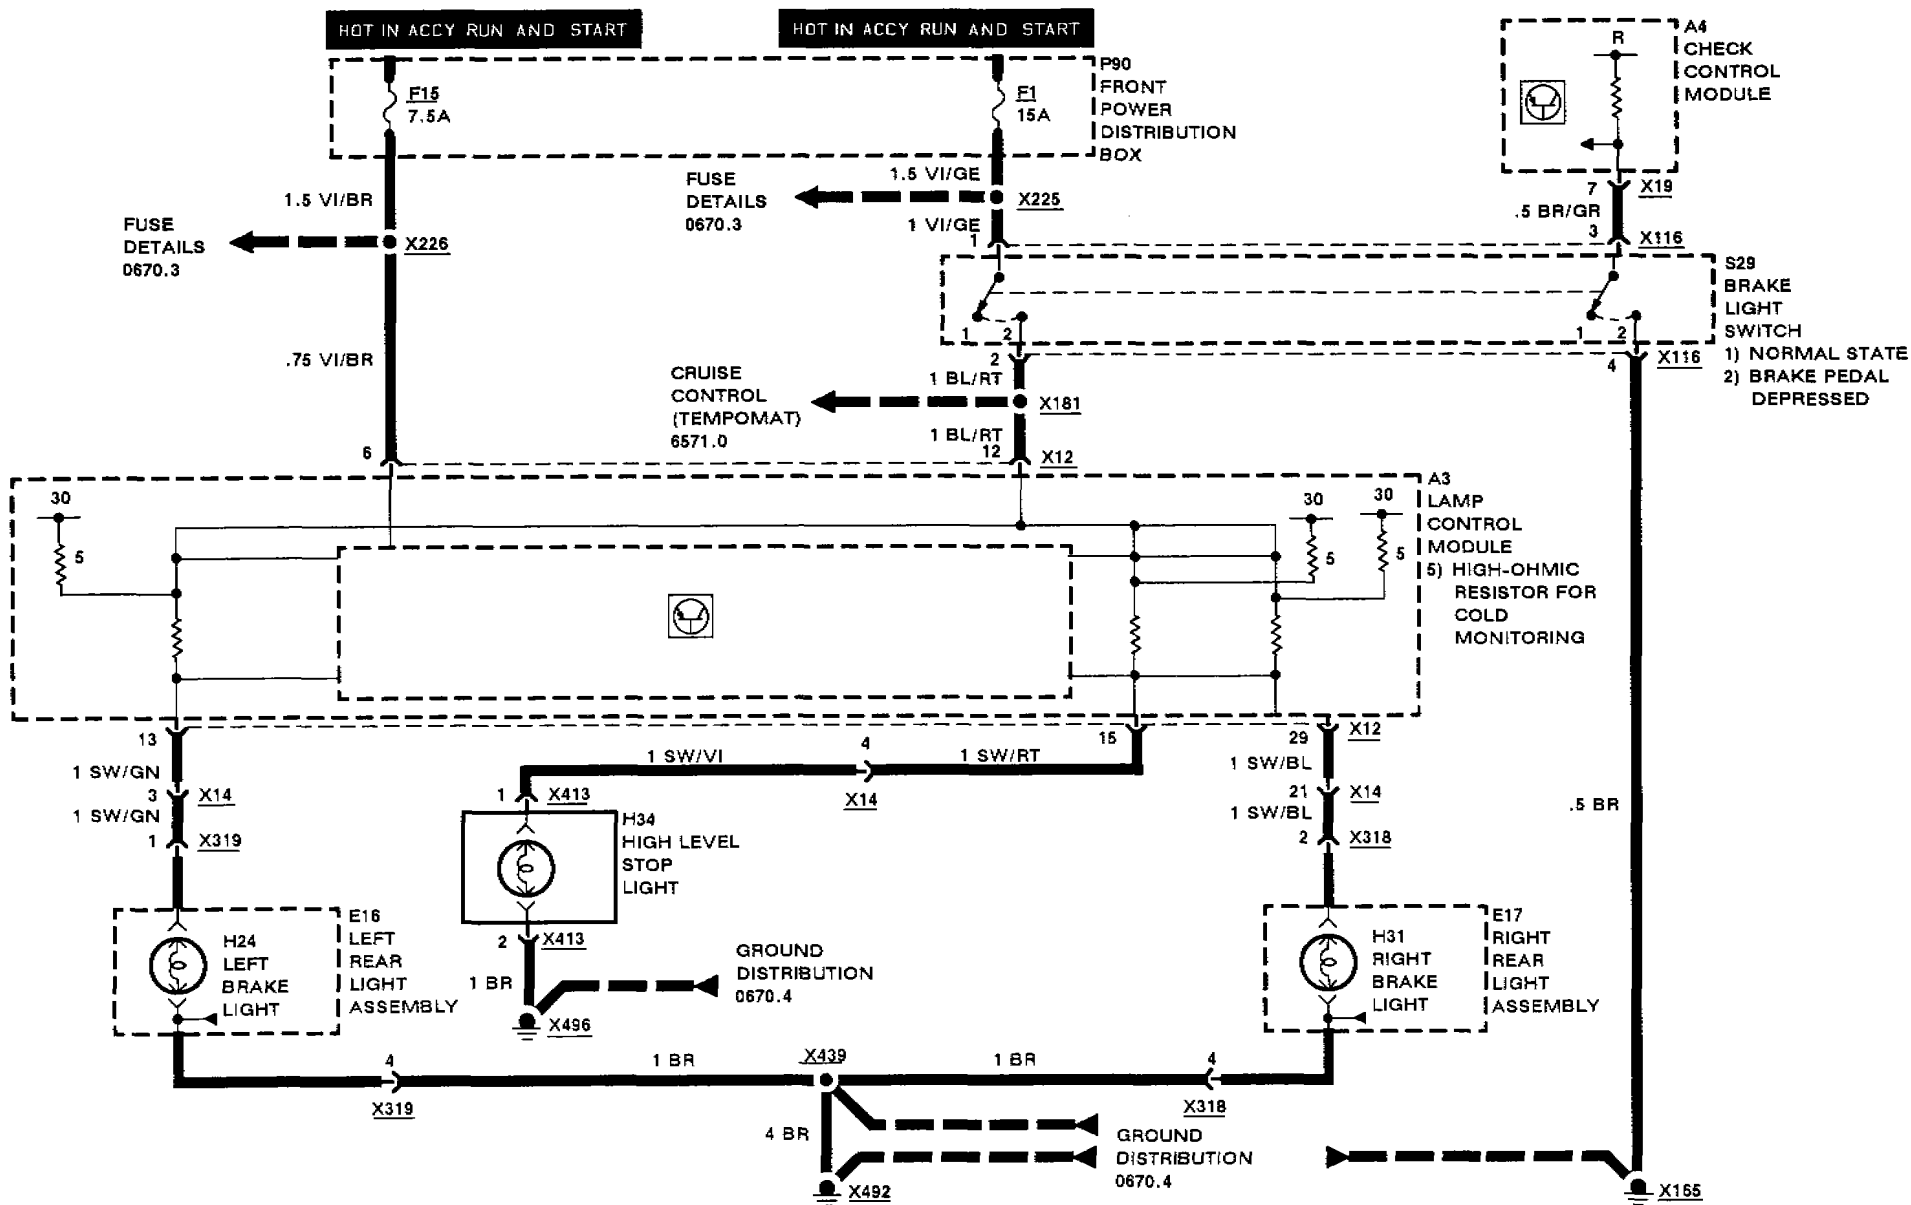 HOT IN ACCY RUN AND START
HOT IN ACCY RUN AND START
F15
7.5A
F1
15A
P90
FRONT
POWER
DISTRIBUTION
BOX
R
A4
CHECK
CONTROL
MODULE
1.5 VI/BR
FUSE
DETAILS
0670.3
X226
FUSE
DETAILS
0670.3
1.5 VI/GE
X225
1 VI/GE
1
7
X19
.5 BR/GR
3
X116
S29
BRAKE
LIGHT
SWITCH
1) NORMAL STATE
2) BRAKE PEDAL
DEPRESSED
1
2
1
2
2
4
X116
.75 VI/BR
CRUISE
CONTROL
(TEMPOMAT)
6571.0
1 BL/RT
X181
1 BL/RT
6
12
X12
30
5
30
5
30
5
A3
LAMP
CONTROL
MODULE
5) HIGH-OHMIC
RESISTOR FOR
COLD
MONITORING
13
15
29
X12
1 SW/GN
3
X14
1 SW/GN
1
X319
1 SW/VI
4
X14
1 SW/RT
1 SW/BL
21
X14
1 SW/BL
2
X318
.5 BR
1
X413
H34
HIGH LEVEL
STOP
LIGHT
2
X413
1 BR
X496
GROUND
DISTRIBUTION
0670.4
H24
LEFT
BRAKE
LIGHT
E16
LEFT
REAR
LIGHT
ASSEMBLY
H31
RIGHT
BRAKE
LIGHT
E17
RIGHT
REAR
LIGHT
ASSEMBLY
4
X319
1 BR
X439
1 BR
4
X318
4 BR
GROUND
DISTRIBUTION
0670.4
X492
X165